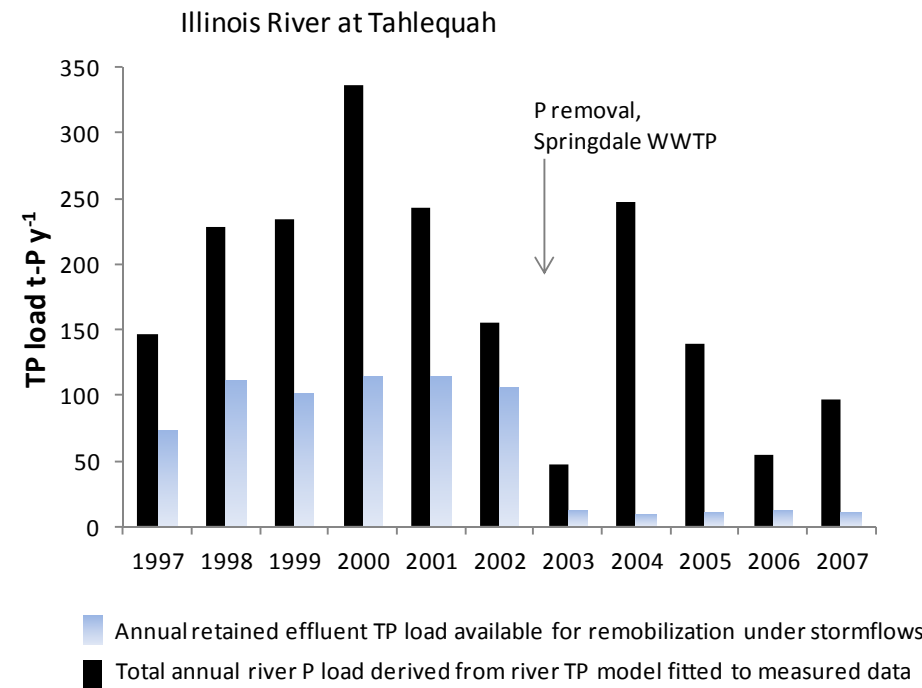 Illinois River at Tahlequah
P removal,
Springdale WWTP
TP load t-P y⁻¹
350
300
250
200
150
100
50
0
1997 1998 1999 2000 2001 2002 2003 2004 2005 2006 2007
Annual retained effluent TP load available for remobilization under stormflows
Total annual river P load derived from river TP model fitted to measured data